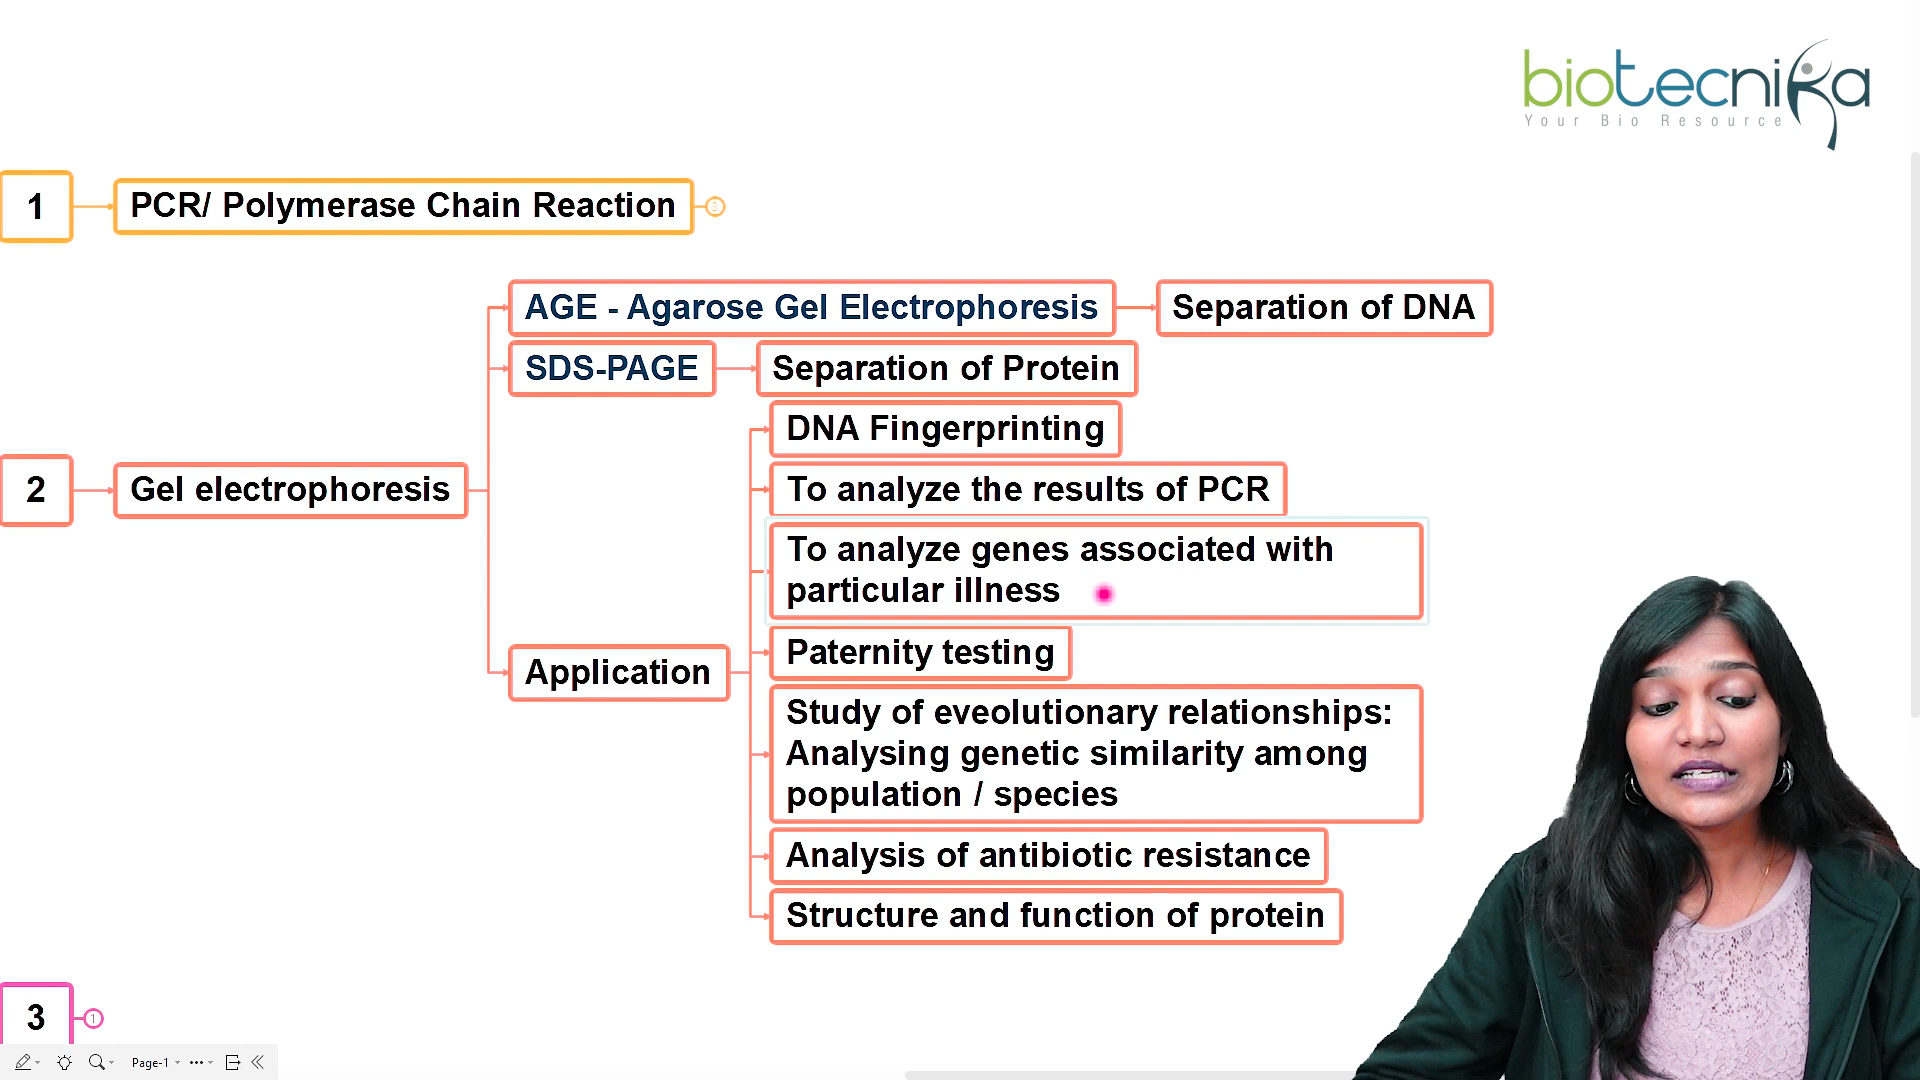 biotecnika
Your Bio Resource
1
PCR/ Polymerase Chain Reaction
3
AGE - Agarose Gel Electrophoresis
Separation of DNA
SDS-PAGE
Separation of Protein
DNA Fingerprinting
2
Gel electrophoresis
To analyze the results of PCR
To analyze genes associated with
particular illness
Paternity testing
Application
Study of eveolutionary relationships:
Analysing genetic similarity among
population / species
Analysis of antibiotic resistance
Structure and function of protein
3
1
Page-1